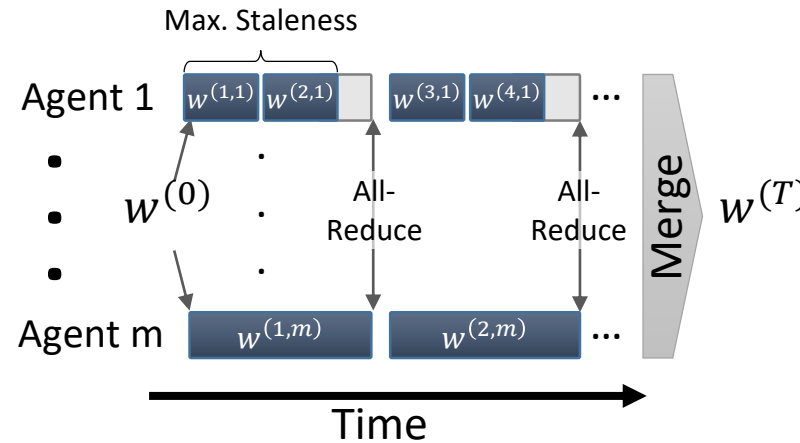 Max. Staleness
Agent 1
w^(1,1) w^(2,1) w^(3,1) w^(4,1) ...
w^(0)
All-
Reduce
All-
Reduce
Merge
w^(T)
Agent m
w^(1,m) w^(2,m) ...
Time